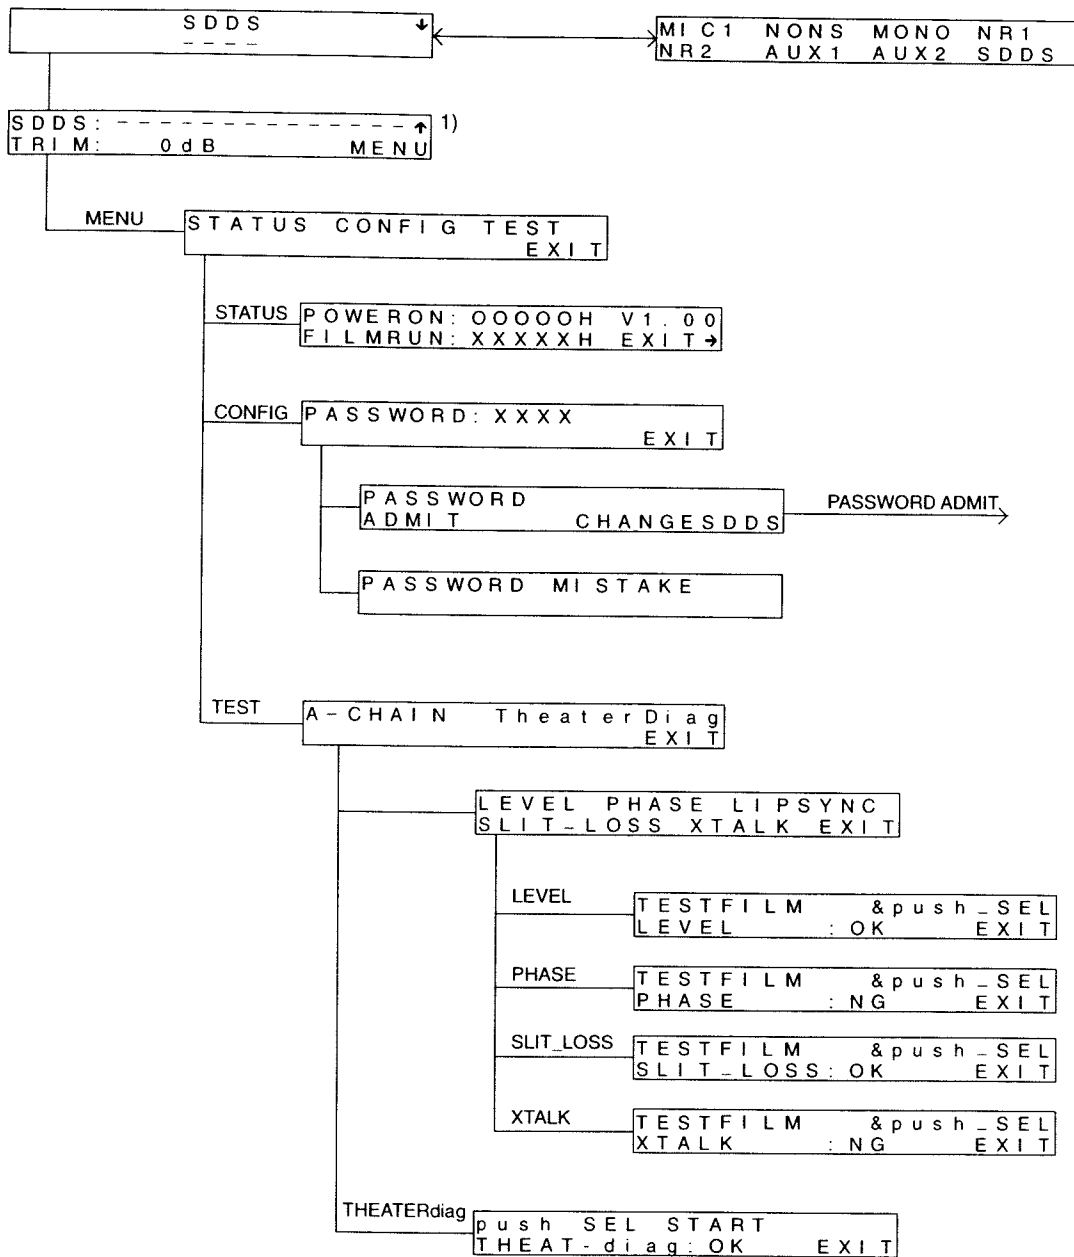 SDDS ↓
- - - -
MIC1 NONS MONO NR1
NR2 AUX1 AUX2 SDDS
SDDS: - - - - - - - - - - - - - - ↑ 1)
TRIM: 0dB MENU
MENU
STATUS CONFIG TEST
EXIT
STATUS
POWERON: OOOOOH V1.00
FILMRUN: XXXXXH EXIT→
CONFIG
PASSWORD: XXXX
EXIT
PASSWORD
ADMIT CHANGESDDS
PASSWORD ADMIT
PASSWORD MISTAKE
TEST
A-CHAIN TheaterDiag
EXIT
LEVEL PHASE LIPSYNC
SLIT_LOSS XTALK EXIT
LEVEL
TESTFILM &push_SEL
LEVEL :OK EXIT
PHASE
TESTFILM &push_SEL
PHASE :NG EXIT
SLIT_LOSS
TESTFILM &push_SEL
SLIT_LOSS:OK EXIT
XTALK
TESTFILM &push_SEL
XTALK :NG EXIT
THEATERdiag
push SEL START
THEAT-diag:OK EXIT